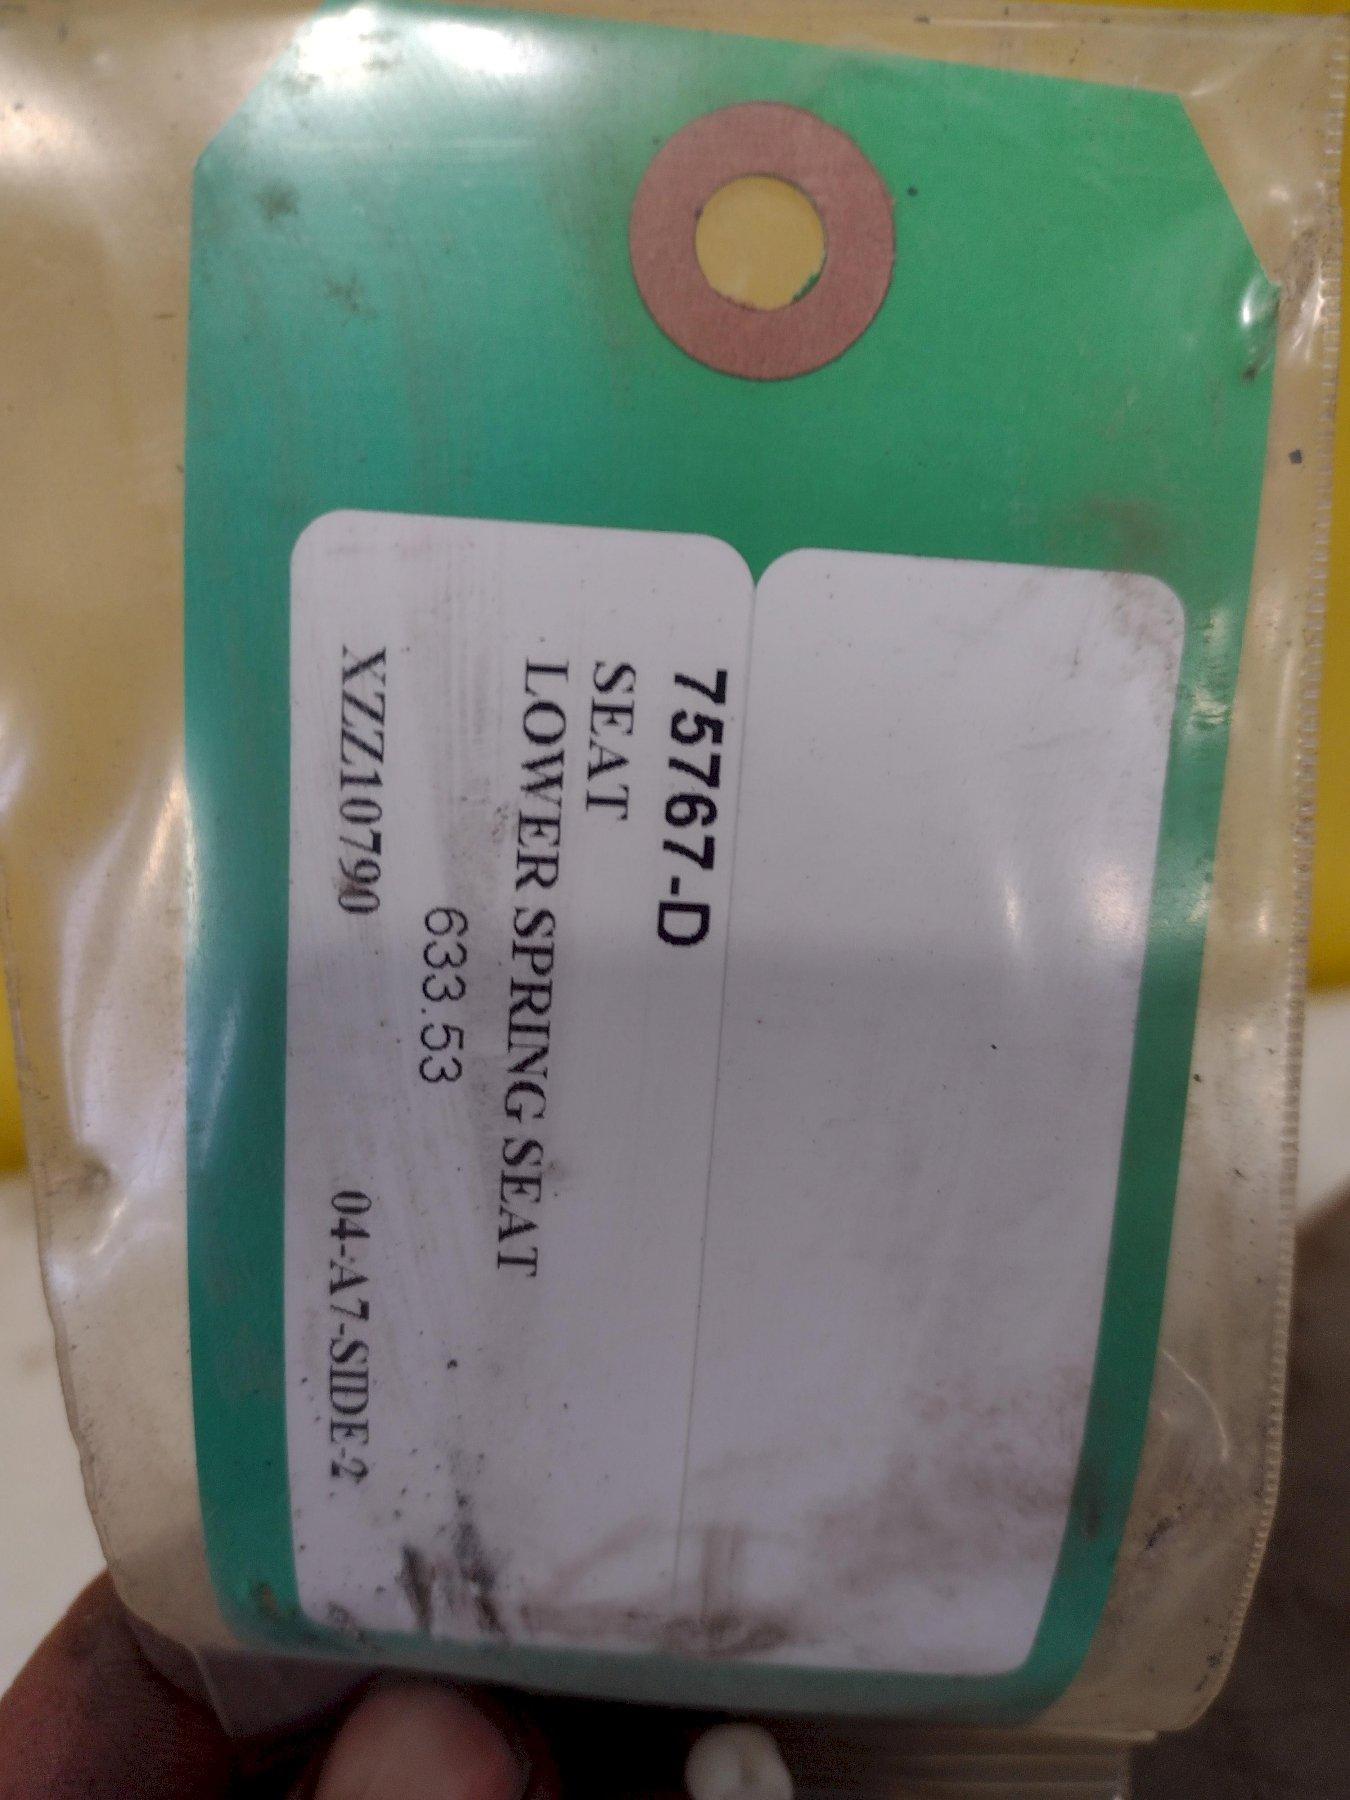 75767-D
SEAT
LOWER SPRING SEAT
633.53
XZZ10790 04-A7-SIDE-2